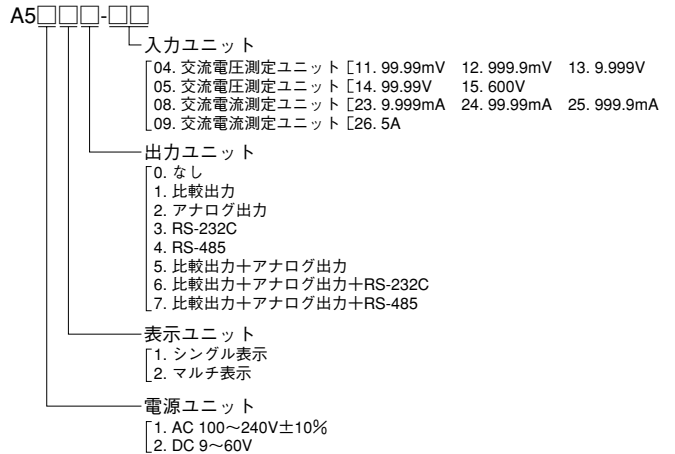 A5□□□-□□
入力ユニット
04. 交流電圧測定ユニット [11. 99.99mV 12. 999.9mV 13. 9.999V
05. 交流電圧測定ユニット [14. 99.99V 15. 600V
08. 交流電流測定ユニット [23. 9.999mA 24. 99.99mA 25. 999.9mA
09. 交流電流測定ユニット [26. 5A
出力ユニット
0. なし
1. 比較出力
2. アナログ出力
3. RS-232C
4. RS-485
5. 比較出力＋アナログ出力
6. 比較出力＋アナログ出力＋RS-232C
7. 比較出力＋アナログ出力＋RS-485
表示ユニット
1. シングル表示
2. マルチ表示
電源ユニット
1. AC 100〜240V±10%
2. DC 9〜60V